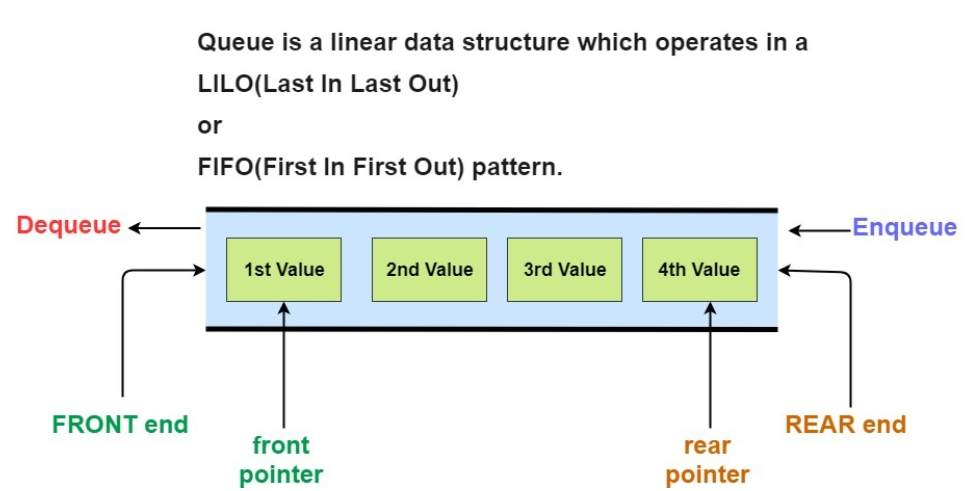 Queue is a linear data structure which operates in a
LILO(Last In Last Out)
or
FIFO(First In First Out) pattern.
Dequeue
Enqueue
1st Value
2nd Value
3rd Value
4th Value
FRONT end
REAR end
front
pointer
rear
pointer